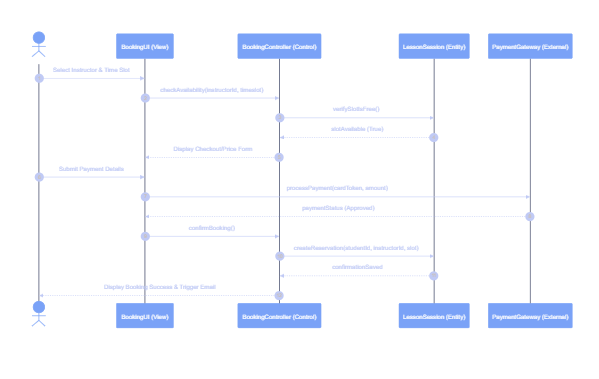 BookingUI (View) BookingController (Control) LessonSession (Entity) PaymentGateway (External)
Select Instructor & Time Slot
checkAvailability(instructorId, timeslot)
verifySlotIsFree()
slotAvailable (True)
Display Checkout/Price Form
Submit Payment Details
processPayment(cardToken, amount)
paymentStatus (Approved)
confirmBooking()
createReservation(studentId, instructorId, slot)
confirmationSaved
Display Booking Success & Trigger Email
BookingUI (View) BookingController (Control) LessonSession (Entity) PaymentGateway (External)